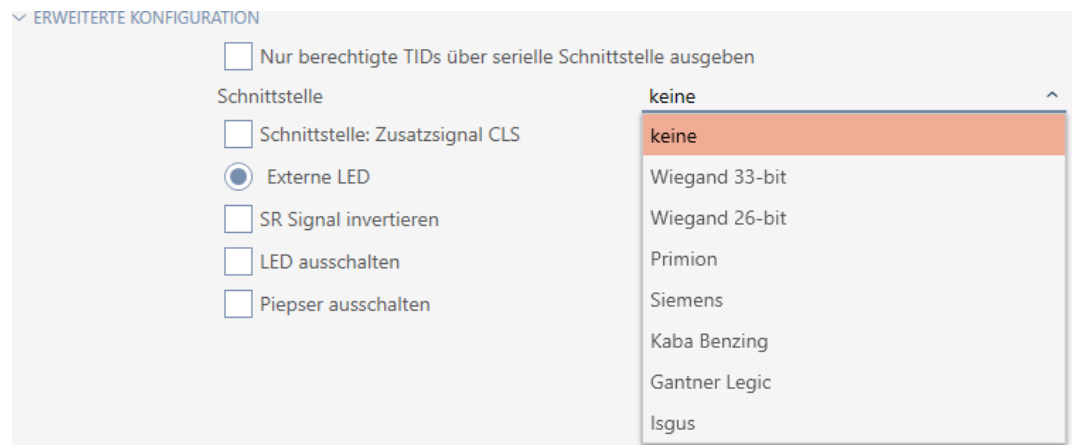 ERWEITERTE KONFIGURATION
Nur berechtigte TIDs über serielle Schnittstelle ausgeben
Schnittstelle keine
Schnittstelle: Zusatzsignal CLS
Externe LED
SR Signal invertieren
LED ausschalten
Piepser ausschalten
keine
Wiegand 33-bit
Wiegand 26-bit
Primion
Siemens
Kaba Benzing
Gantner Legic
Isgus